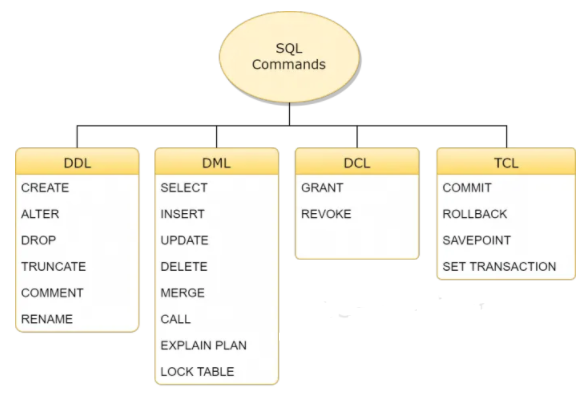 SQL
Commands
DDL
CREATE
ALTER
DROP
TRUNCATE
COMMENT
RENAME
DML
SELECT
INSERT
UPDATE
DELETE
MERGE
CALL
EXPLAIN PLAN
LOCK TABLE
DCL
GRANT
REVOKE
TCL
COMMIT
ROLLBACK
SAVEPOINT
SET TRANSACTION